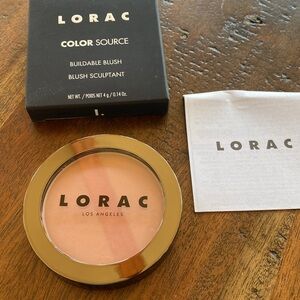 LORAC
COLOR SOURCE
BUILDABLE BLUSH
BLUSH SCULPTANT
NET WT. / POIDS NET 4 g / 0.14 Oz.
LORAC
LOS ANGELES
LORAC